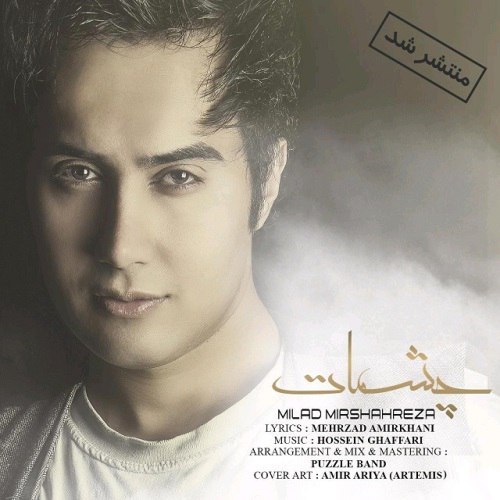 منتشر شد
چشمات
MILAD MIRSHAHREZA
LYRICS : MEHRZAD AMIRKHANI
MUSIC : HOSSEIN GHAFFARI
ARRANGEMENT & MIX & MASTERING :
PUZZLE BAND
COVER ART : AMIR ARIYA (ARTEMIS)